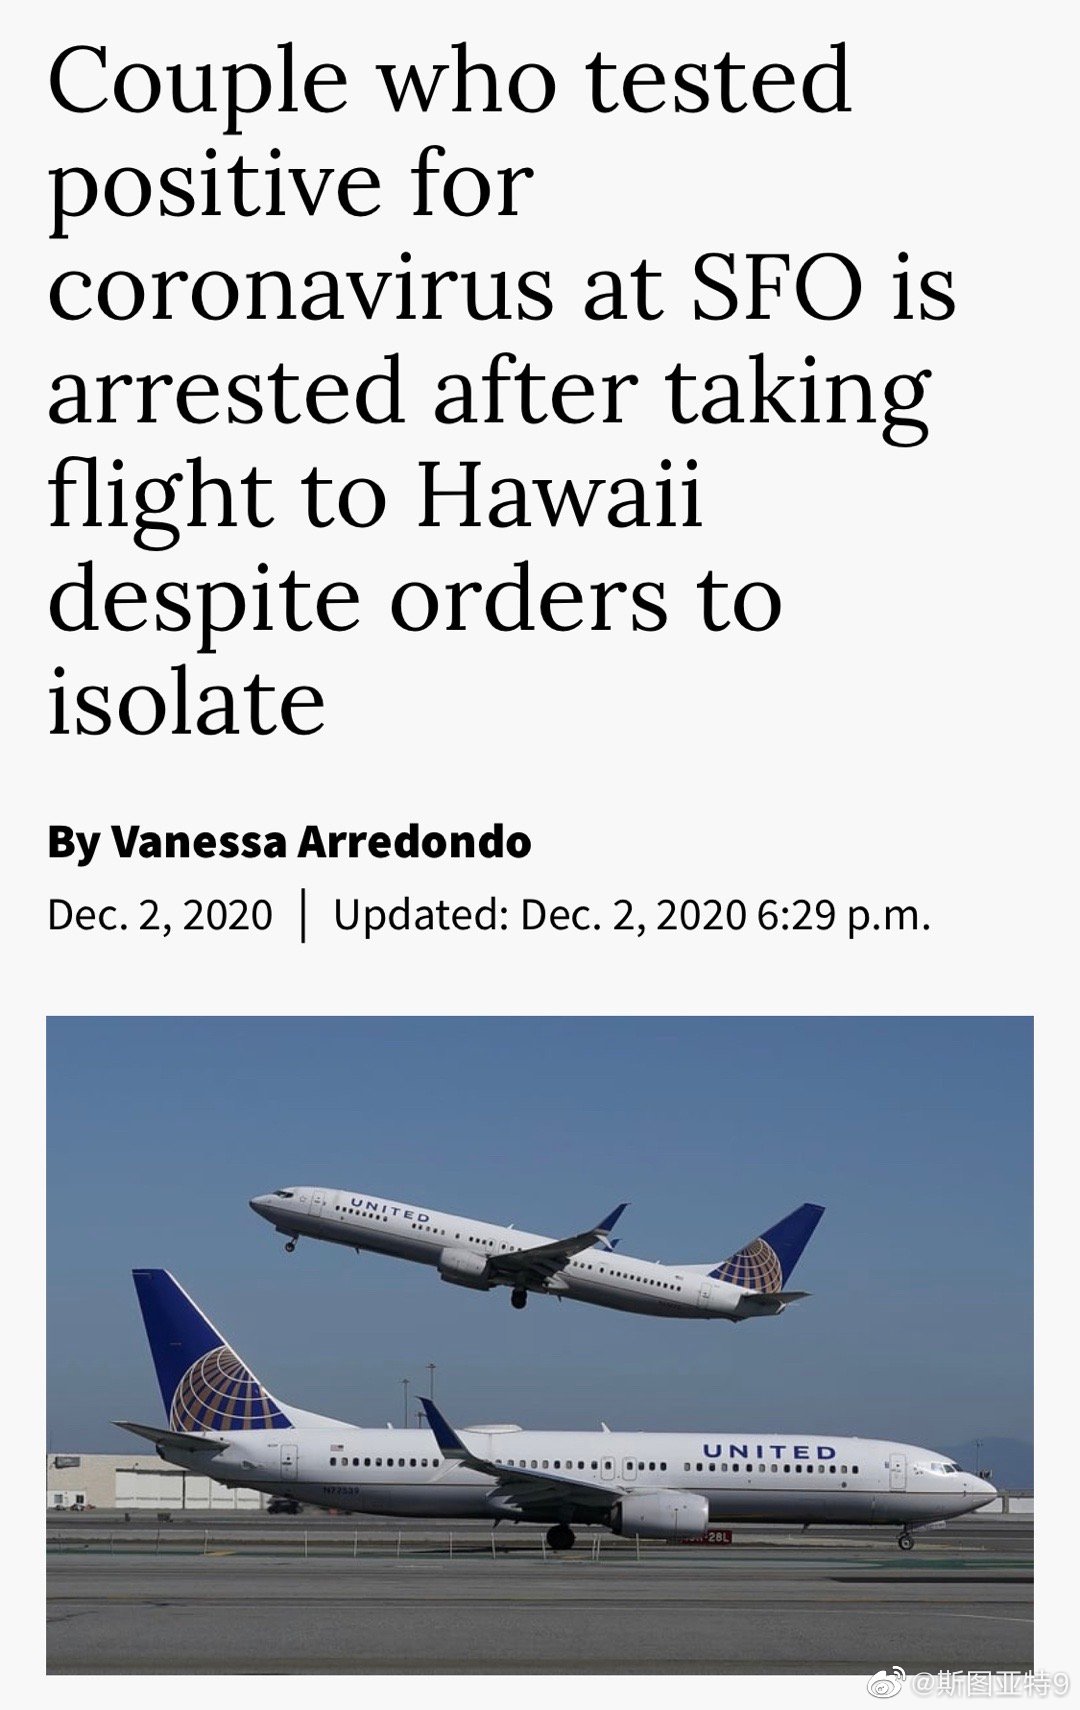 Couple who tested
positive for
coronavirus at SFO is
arrested after taking
flight to Hawaii
despite orders to
isolate
By Vanessa Arredondo
Dec. 2, 2020 | Updated: Dec. 2, 2020 6:29 p.m.
UNITED
UNITED
28L
@斯图亚特9